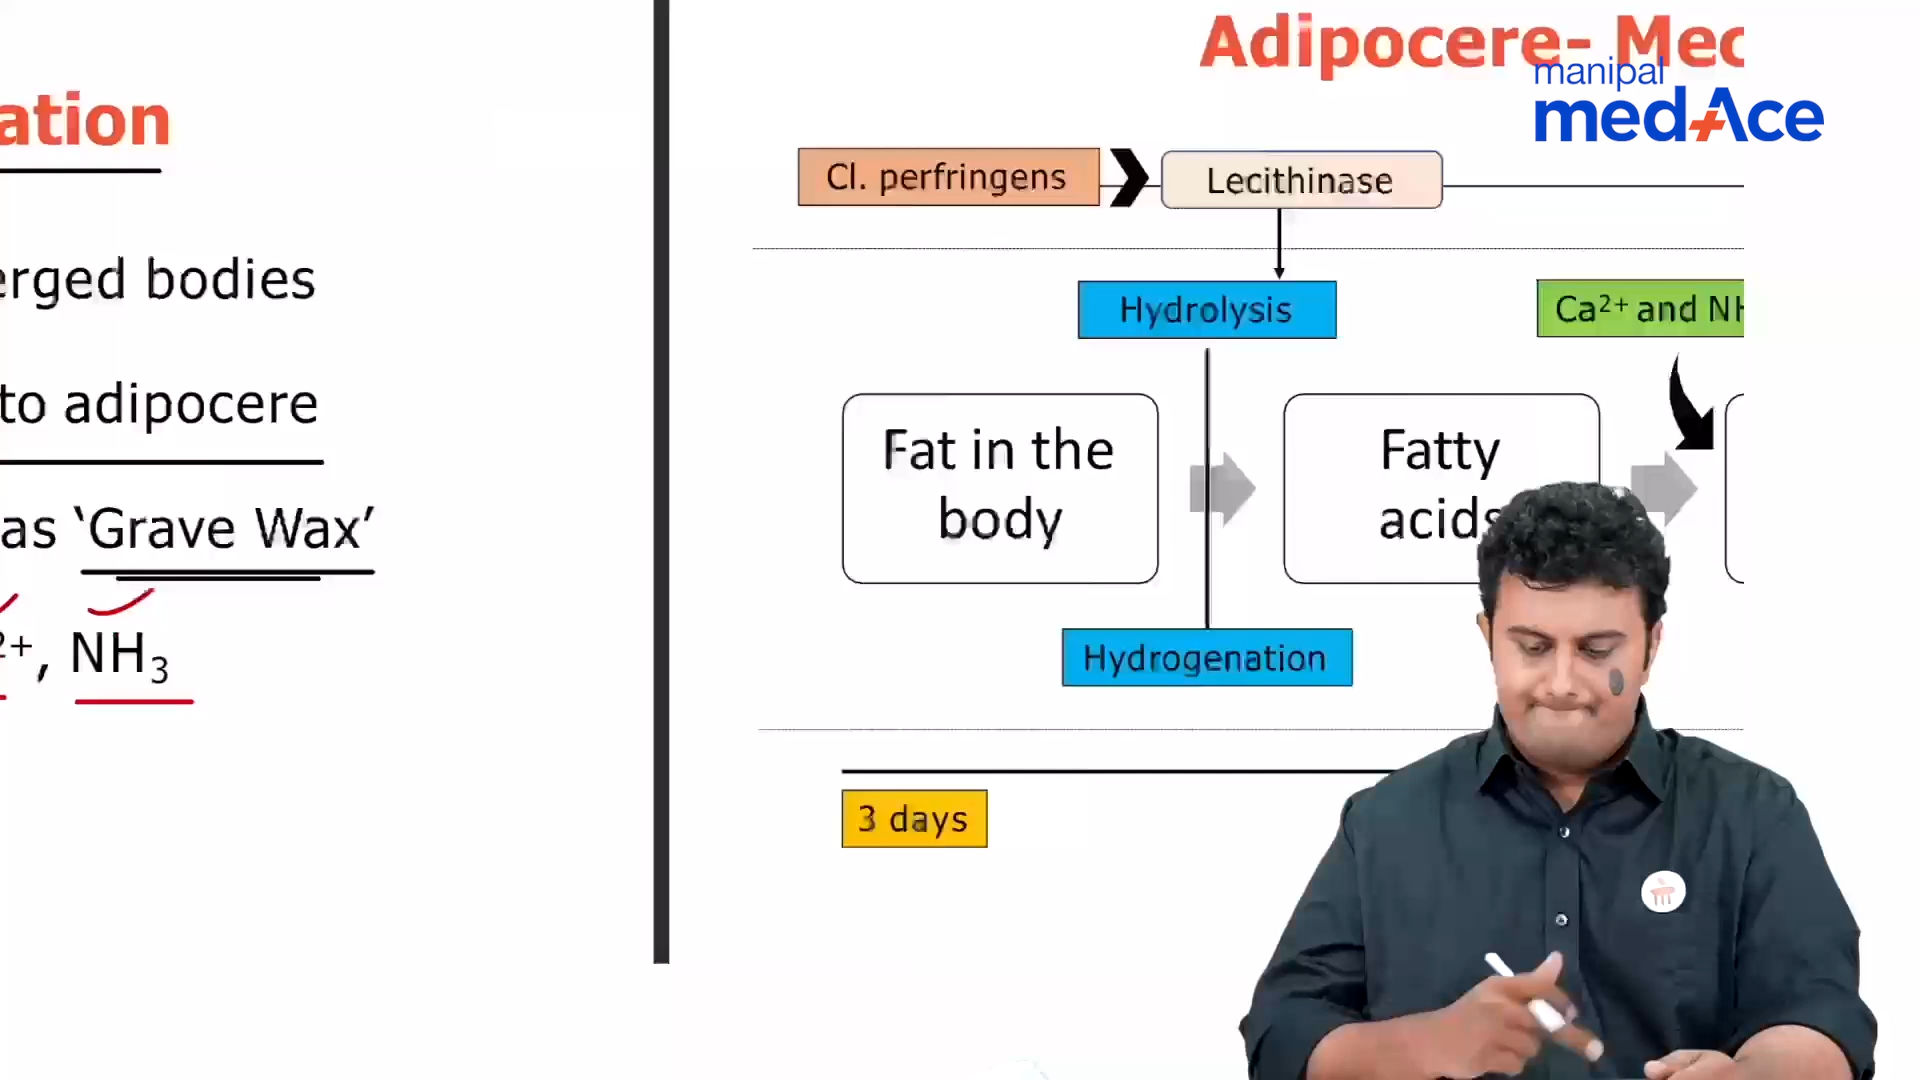 ation
erged bodies
to adipocere
as ‘Grave Wax’
2+, NH3
Adipocere- Mec
manipal
medAce
Cl. perfringens
Lecithinase
Hydrolysis
Ca2+ and NH
Fat in the
body
Fatty
acids
Hydrogenation
3 days